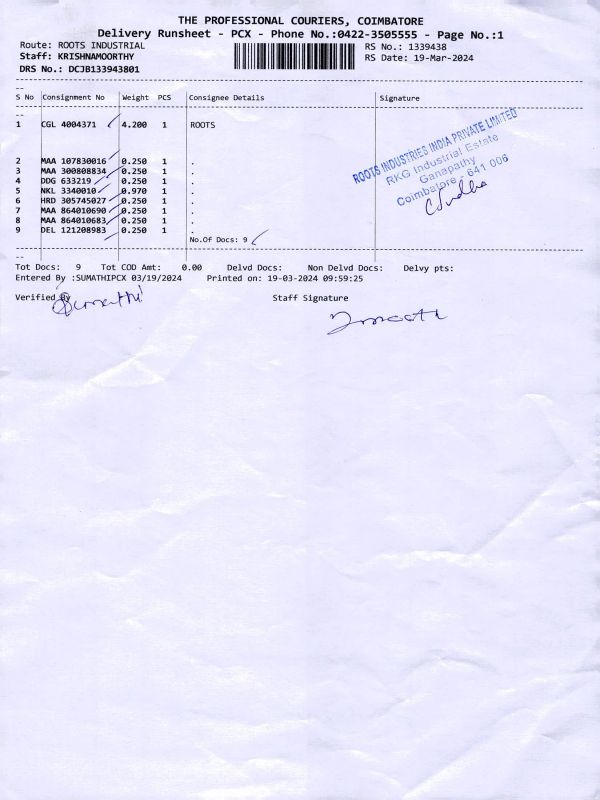 THE PROFESSIONAL COURIERS, COIMBATORE
Delivery Runsheet - PCX - Phone No.:0422-3505555 - Page No.:1
Route: ROOTS INDUSTRIAL
RS No.: 1339438
Staff: KRISHNAMOORTHY
RS Date: 19-Mar-2024
DRS No.: DCJB133943801
S No Consignment No Weight PCS Consignee Details Signature
1 CGL 4004371 4.200 1 ROOTS
2 MAA 107830016 0.250 1 .
3 MAA 300808834 0.250 1 .
4 DDG 633219 0.250 1 .
5 NKL 3340010 0.970 1 .
6 HRD 305745027 0.250 1 .
7 MAA 864010690 0.250 1 .
8 MAA 864010683 0.250 1 .
9 DEL 121208983 0.250 1 .
No.Of Docs: 9
ROOTS INDUSTRIES INDIA PRIVATE LIMITED
RKG Industrial Estate
Ganapathy
Coimbatore - 641 006
Tot Docs: 9 Tot COD Amt: 0.00 Delvd Docs: Non Delvd Docs: Delvy pts:
Entered By :SUMATHIPCX 03/19/2024 Printed on: 19-03-2024 09:59:25
Verified By Staff Signature
Sumathi